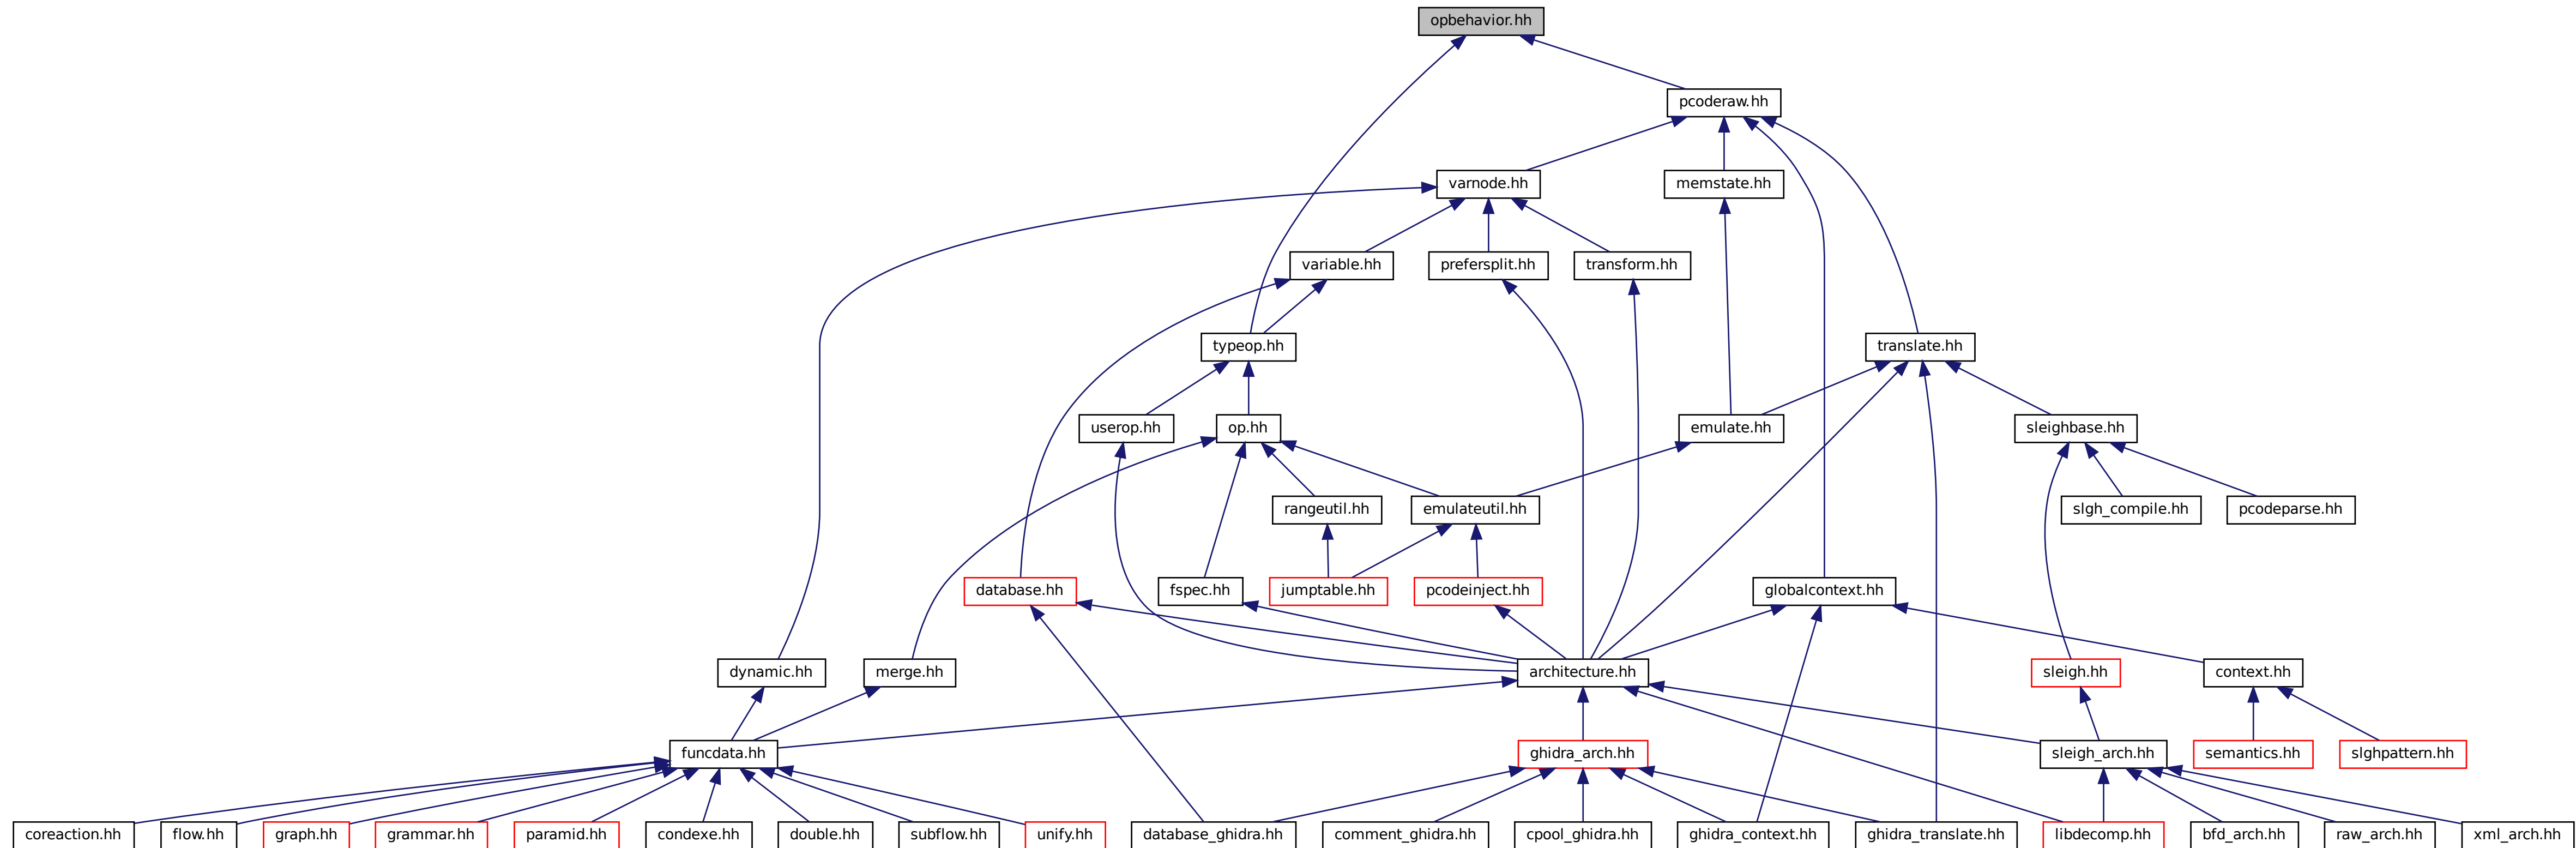 opbehavior.hh
pcoderaw.hh
varnode.hh
memstate.hh
variable.hh
prefersplit.hh
transform.hh
typeop.hh
translate.hh
userop.hh
op.hh
emulate.hh
sleighbase.hh
rangeutil.hh
emulateutil.hh
slgh_compile.hh
pcodeparse.hh
database.hh
fspec.hh
jumptable.hh
pcodeinject.hh
globalcontext.hh
dynamic.hh
merge.hh
architecture.hh
sleigh.hh
context.hh
funcdata.hh
ghidra_arch.hh
sleigh_arch.hh
semantics.hh
slghpattern.hh
coreaction.hh
flow.hh
graph.hh
grammar.hh
paramid.hh
condexe.hh
double.hh
subflow.hh
unify.hh
database_ghidra.hh
comment_ghidra.hh
cpool_ghidra.hh
ghidra_context.hh
ghidra_translate.hh
libdecomp.hh
bfd_arch.hh
raw_arch.hh
xml_arch.hh